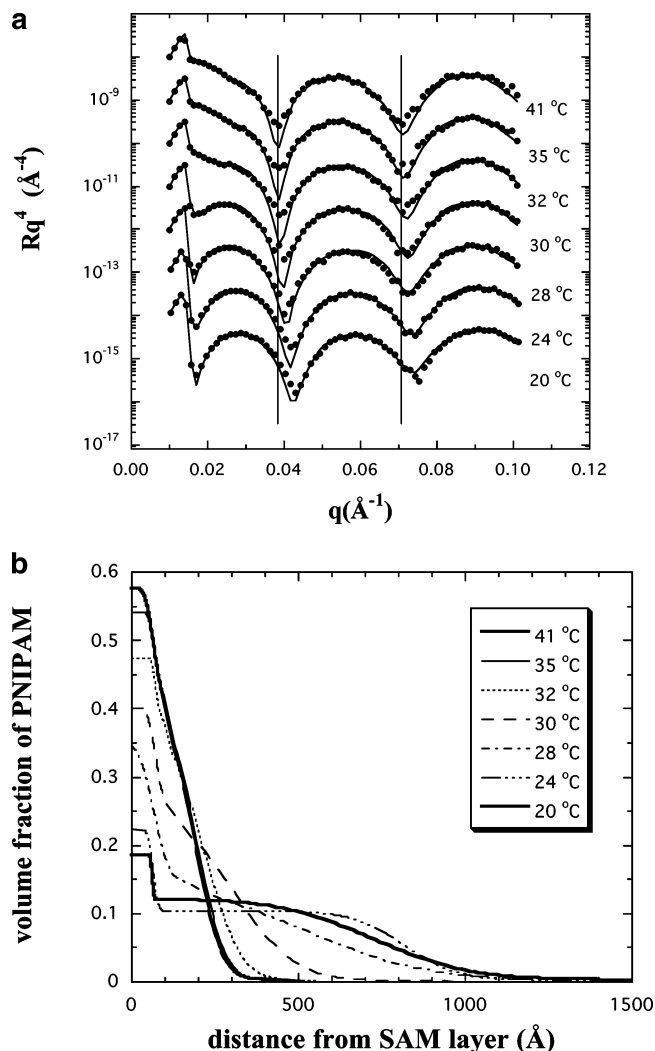 a
Rq⁴ (Å⁻⁴)
10⁻⁹
10⁻¹¹
10⁻¹³
10⁻¹⁵
10⁻¹⁷
41 °C
35 °C
32 °C
30 °C
28 °C
24 °C
20 °C
0.00 0.02 0.04 0.06 0.08 0.10 0.12
q(Å⁻¹)
b
volume fraction of PNIPAM
0.6
0.5
0.4
0.3
0.2
0.1
0
41 °C
35 °C
32 °C
30 °C
28 °C
24 °C
20 °C
0 500 1000 1500
distance from SAM layer (Å)